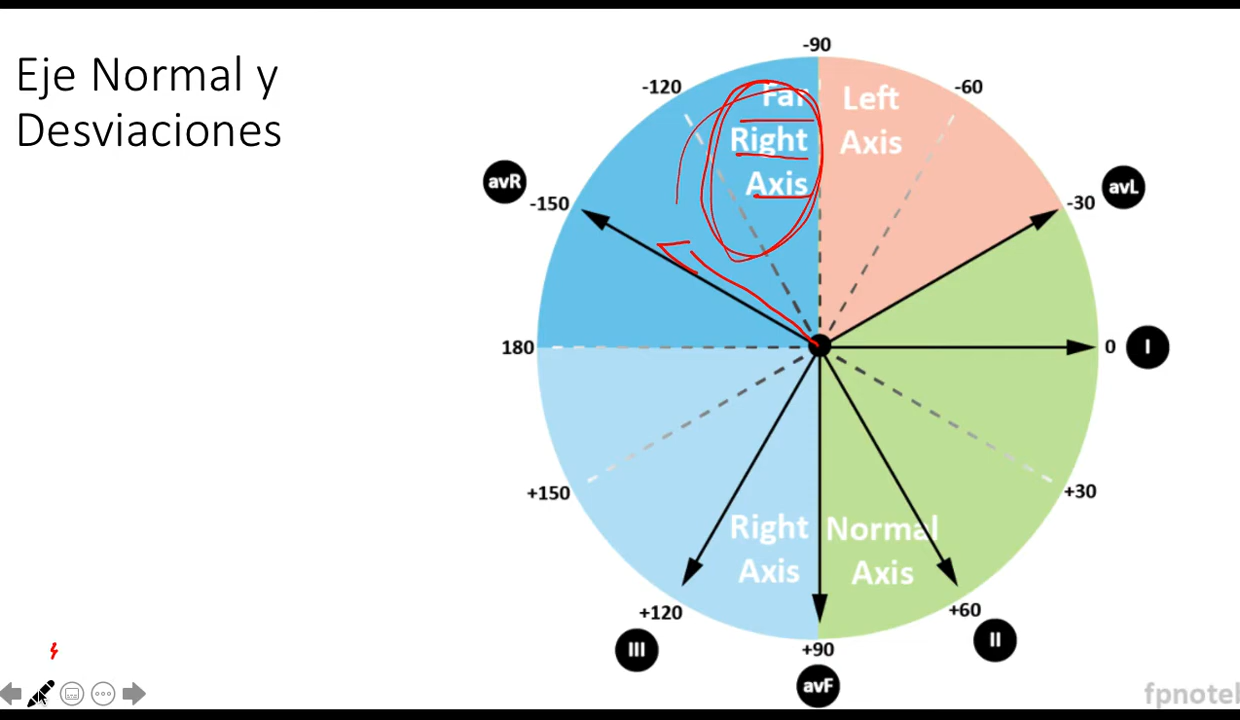 Eje Normal y
Desviaciones
-90
-120
-60
Far
Right
Axis
Left
Axis
avR
-150
-30
avL
180
0
I
+150
+30
Right
Axis
Normal
Axis
+120
+60
III
+90
II
avF
fpnoteb